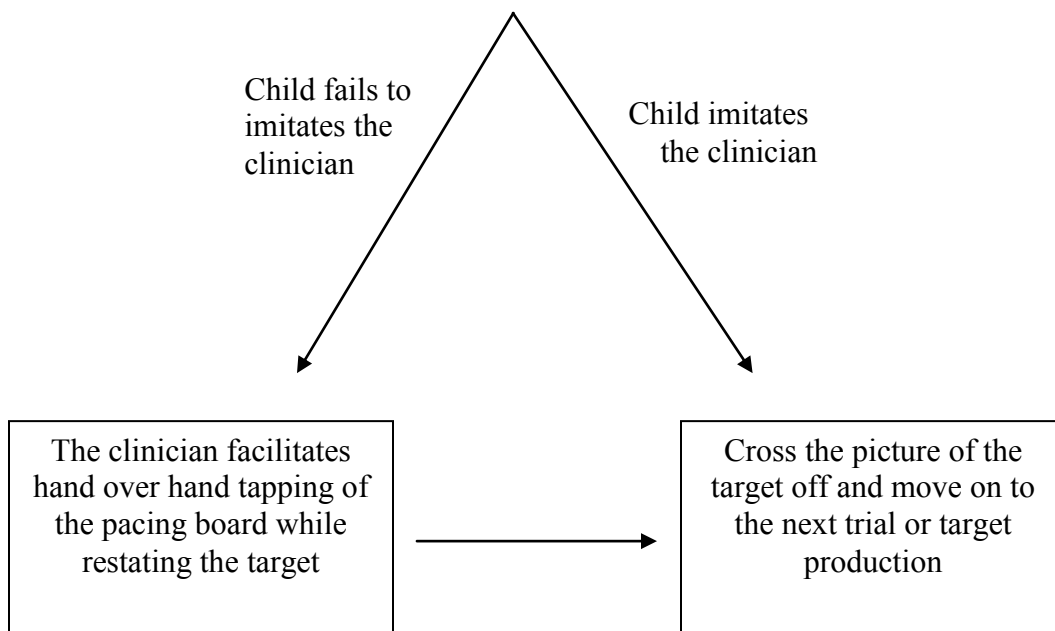 Child fails to
imitates the
clinician
Child imitates
the clinician
The clinician facilitates
hand over hand tapping of
the pacing board while
restating the target
Cross the picture of the
target off and move on to
the next trial or target
production